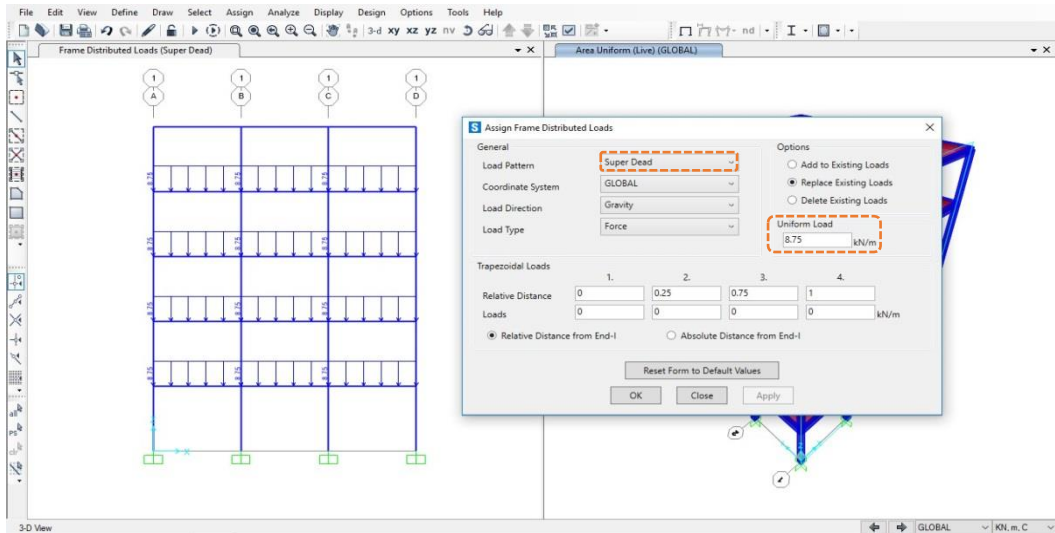 File Edit View Define Draw Select Assign Analyze Display Design Options Tools Help
3-d xy xz yz nv
nd
Frame Distributed Loads (Super Dead)
Area Uniform (Live) (GLOBAL)
1 1 1 1
A B C D
8.75 8.75 8.75
8.75 8.75 8.75
8.75 8.75 8.75
8.75 8.75 8.75
X
Assign Frame Distributed Loads
General
Load Pattern Super Dead
Coordinate System GLOBAL
Load Direction Gravity
Load Type Force
Options
Add to Existing Loads
Replace Existing Loads
Delete Existing Loads
Uniform Load
8.75 kN/m
Trapezoidal Loads
1. 2. 3. 4.
Relative Distance 0 0.25 0.75 1
Loads 0 0 0 0 kN/m
Relative Distance from End-I Absolute Distance from End-I
Reset Form to Default Values
OK Close Apply
all
PS
clr
3-D View
GLOBAL KN, m, C